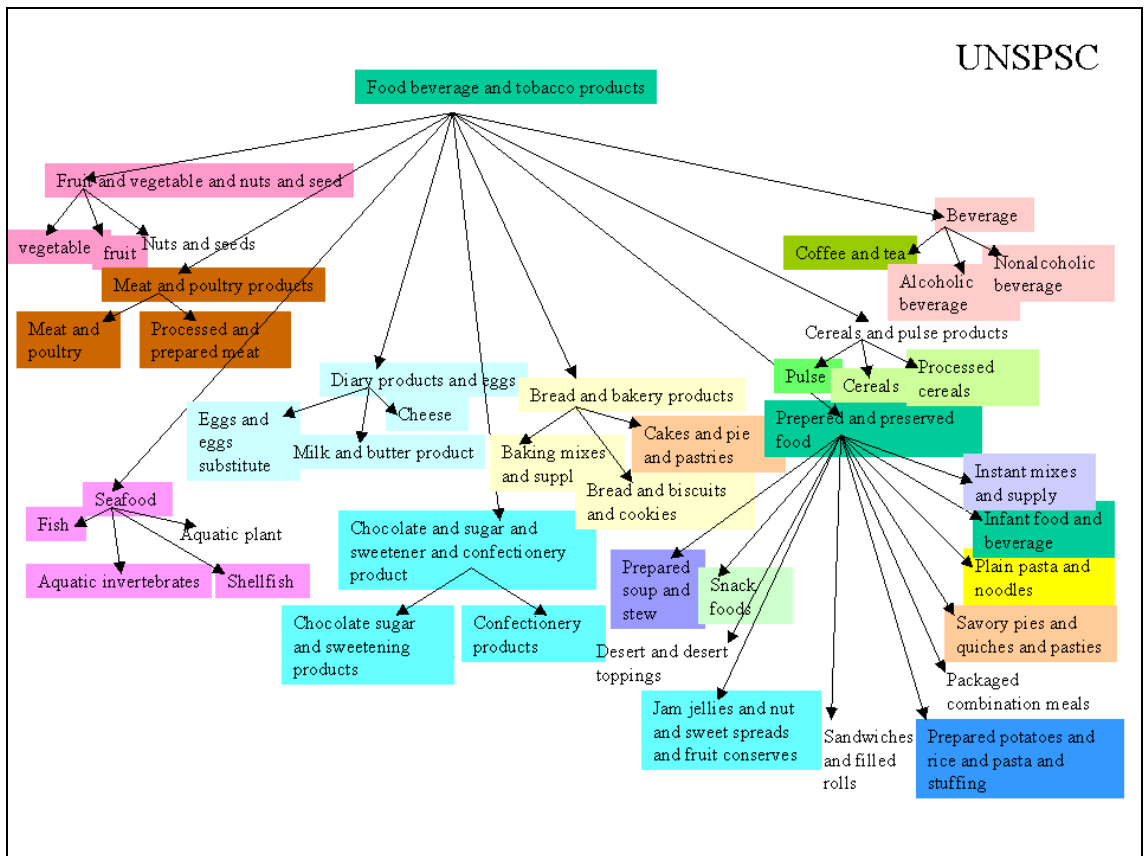 UNSPSC
Food beverage and tobacco products
Fruit and vegetable and nuts and seed
vegetable
fruit
Nuts and seeds
Meat and poultry products
Meat and
poultry
Processed and
prepared meat
Beverage
Coffee and tea
Alcoholic
beverage
Nonalcoholic
beverage
Cereals and pulse products
Pulse
Cereals
Processed
cereals
Diary products and eggs
Eggs and
eggs
substitute
Milk and butter product
Cheese
Bread and bakery products
Baking mixes
and suppl
Bread and biscuits
and cookies
Cakes and pie
and pastries
Prepered and preserved
food
Seafood
Fish
Aquatic invertebrates
Shellfish
Aquatic plant
Chocolate and sugar and
sweetener and confectionery
product
Chocolate sugar
and sweetening
products
Confectionery
products
Instant mixes
and supply
Infant food and
beverage
Plain pasta and
noodles
Savory pies and
quiches and pasties
Packaged
combination meals
Prepared potatoes and
rice and pasta and
stuffing
Sandwiches
and filled
rolls
Jam jellies and nut
and sweet spreads
and fruit conserves
Desert and desert
toppings
Snack
foods
Prepared
soup and
stew